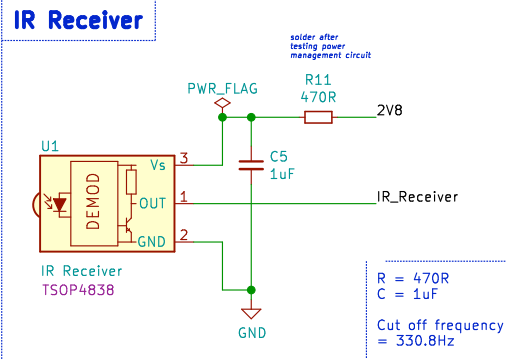 IR Receiver
solder after
testing power
management circuit
R11
470R
PWR_FLAG
2V8
U1
C5
1uF
3
Vs
DEMOD
1
OUT
IR_Receiver
2
GND
IR Receiver
TSOP4838
GND
R = 470R
C = 1uF
Cut off frequency
= 330.8Hz